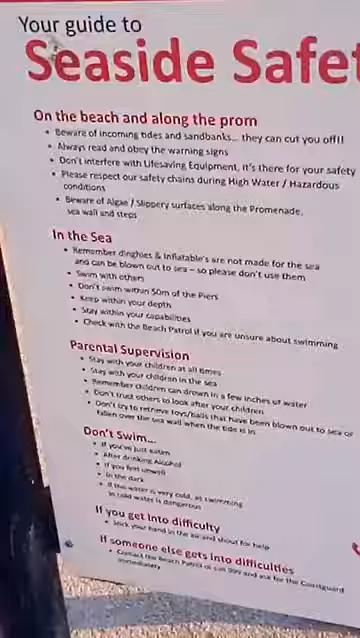 Your guide to
Seaside Safet
On the beach and along the prom
• Beware of incoming tides and sandbanks... they can cut you off!!
• Always read and obey the warning signs
• Don't interfere with Lifesaving Equipment, it's there for your safety
• Please respect our safety chains during High Water / Hazardous
conditions
• Beware of Algae / Slippery surfaces along the Promenade,
sea wall and steps
In the Sea
• Remember dinghies & Inflatable's are not made for the sea
and can be blown out to sea – so please don't use them
• Swim with others
• Don't swim within 50m of the Piers
• Keep within your depth
• Stay within your capabilities
• Check with the Beach Patrol if you are unsure about swimming
Parental Supervision
• Stay with your children at all times
• Stay with your children in the sea
• Remember children can drown in a few inches of water
• Don't trust others to look after your children
• Don't try to retrieve toys/balls that have been blown out to sea or
fallen over the sea wall when the tide is in
Don't Swim...
• If you've just eaten
• After drinking Alcohol
• If you feel unwell
• In the dark
• If the water is very cold, as swimming
in cold water is dangerous
If you get into difficulty
• Stick your hand in the air and shout for help
If someone else gets into difficulties
• Contact the Beach Patrol or call 999 and ask for the Coastguard
immediately